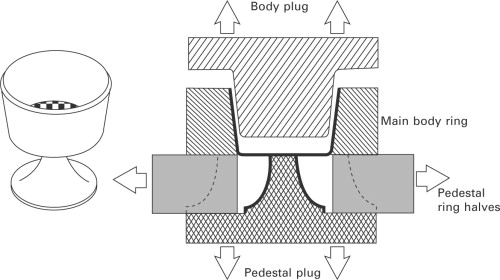 Body plug
Main body ring
Pedestal
ring halves
Pedestal plug